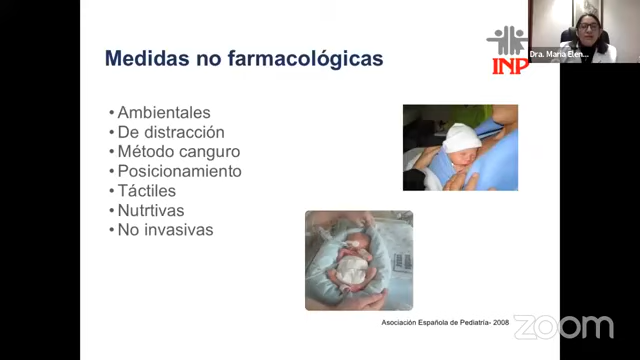 Medidas no farmacológicas
INP
Dra. Maria Elen...
• Ambientales
• De distracción
• Método canguro
• Posicionamiento
• Táctiles
• Nutrtivas
• No invasivas
Asociación Española de Pediatría- 2008
zoom